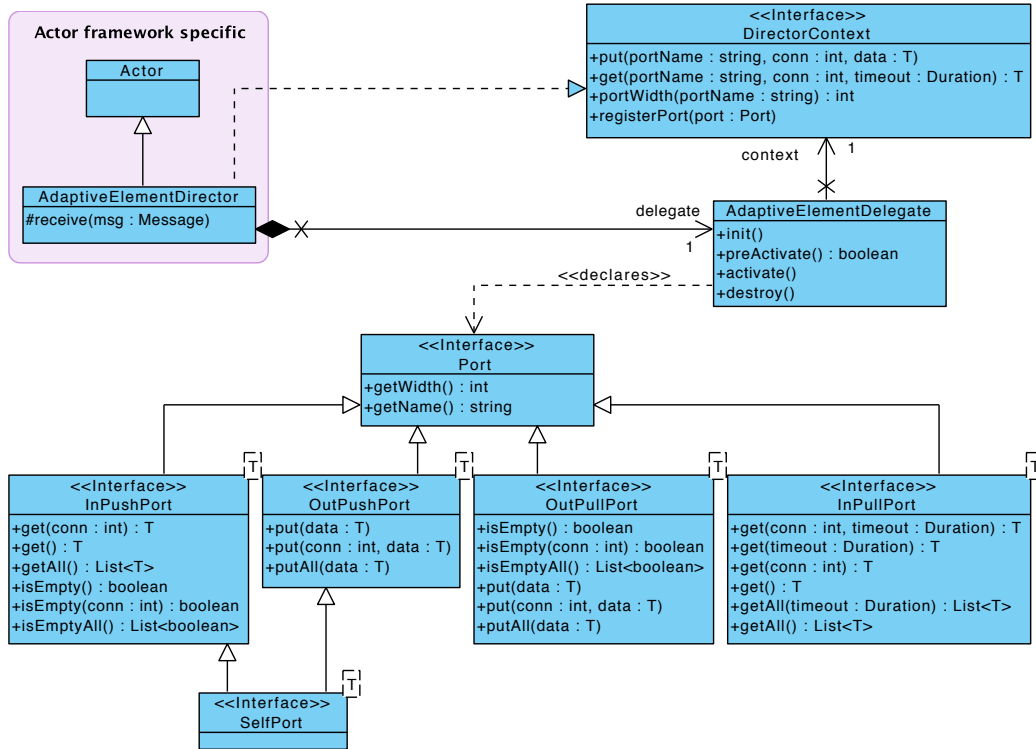 Actor framework specific
Actor
AdaptiveElementDirector
#receive(msg : Message)
<<Interface>>
DirectorContext
+put(portName : string, conn : int, data : T)
+get(portName : string, conn : int, timeout : Duration) : T
+portWidth(portName : string) : int
+registerPort(port : Port)
context
1
delegate
1
AdaptiveElementDelegate
+init()
+preActivate() : boolean
+activate()
+destroy()
<<declares>>
<<Interface>>
Port
+getWidth() : int
+getName() : string
T
<<Interface>>
InPushPort
+get(conn : int) : T
+get() : T
+getAll() : List<T>
+isEmpty() : boolean
+isEmpty(conn : int) : boolean
+isEmptyAll() : List<boolean>
T
<<Interface>>
OutPushPort
+put(data : T)
+put(conn : int, data : T)
+putAll(data : T)
T
<<Interface>>
OutPullPort
+isEmpty() : boolean
+isEmpty(conn : int) : boolean
+isEmptyAll() : List<boolean>
+put(data : T)
+put(conn : int, data : T)
+putAll(data : T)
T
<<Interface>>
InPullPort
+get(conn : int, timeout : Duration) : T
+get(timeout : Duration) : T
+get(conn : int) : T
+get() : T
+getAll(timeout : Duration) : List<T>
+getAll() : List<T>
T
<<Interface>>
SelfPort